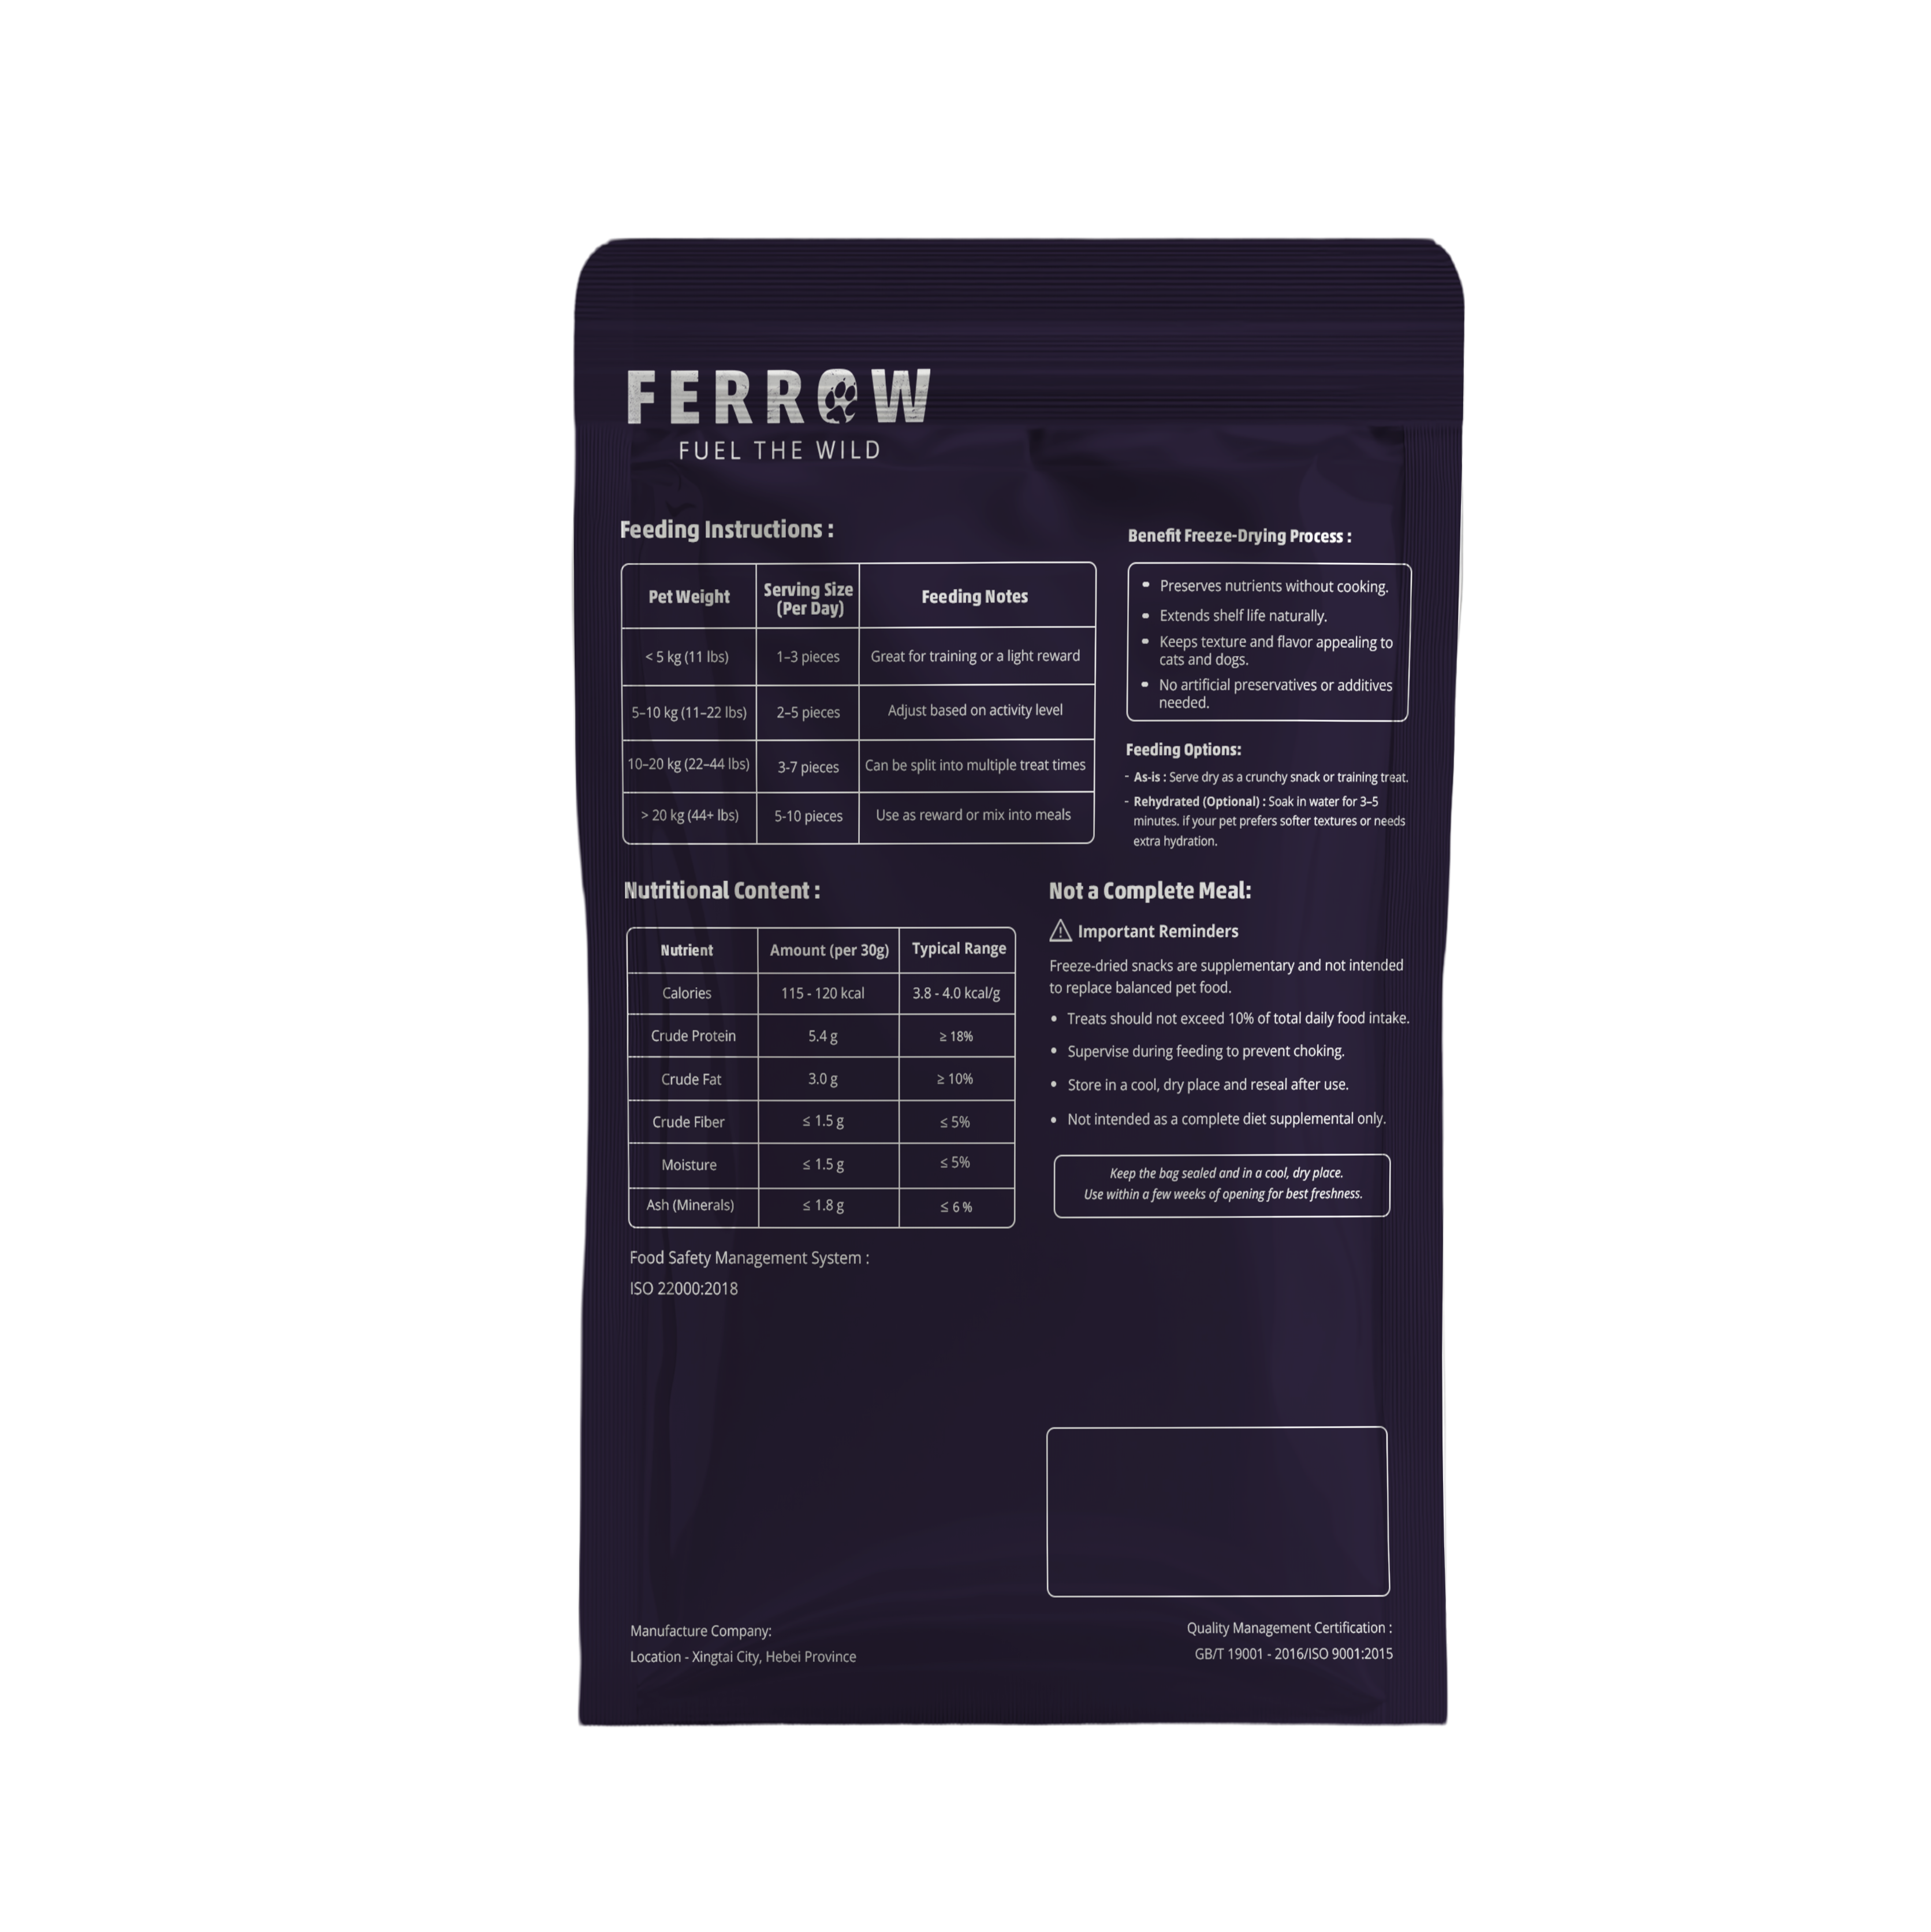 FERROW
FUEL THE WILD
Feeding Instructions :
Pet Weight
Serving Size
(Per Day)
Feeding Notes
< 5 kg (11 lbs)
1–3 pieces
Great for training or a light reward
5–10 kg (11–22 lbs)
2–5 pieces
Adjust based on activity level
10–20 kg (22–44 lbs)
3-7 pieces
Can be split into multiple treat times
> 20 kg (44+ lbs)
5-10 pieces
Use as reward or mix into meals
Benefit Freeze-Drying Process :
• Preserves nutrients without cooking.
• Extends shelf life naturally.
• Keeps texture and flavor appealing to
cats and dogs.
• No artificial preservatives or additives
needed.
Feeding Options:
- As-is : Serve dry as a crunchy snack or training treat.
- Rehydrated (Optional) : Soak in water for 3–5
minutes. if your pet prefers softer textures or needs
extra hydration.
Nutritional Content :
Nutrient
Amount (per 30g)
Typical Range
Calories
115 - 120 kcal
3.8 - 4.0 kcal/g
Crude Protein
5.4 g
≥ 18%
Crude Fat
3.0 g
≥ 10%
Crude Fiber
≤ 1.5 g
≤ 5%
Moisture
≤ 1.5 g
≤ 5%
Ash (Minerals)
≤ 1.8 g
≤ 6 %
Food Safety Management System :
ISO 22000:2018
Not a Complete Meal:
Important Reminders
Freeze-dried snacks are supplementary and not intended
to replace balanced pet food.
• Treats should not exceed 10% of total daily food intake.
• Supervise during feeding to prevent choking.
• Store in a cool, dry place and reseal after use.
• Not intended as a complete diet supplemental only.
Keep the bag sealed and in a cool, dry place.
Use within a few weeks of opening for best freshness.
Manufacture Company:
Location - Xingtai City, Hebei Province
Quality Management Certification :
GB/T 19001 - 2016/ISO 9001:2015